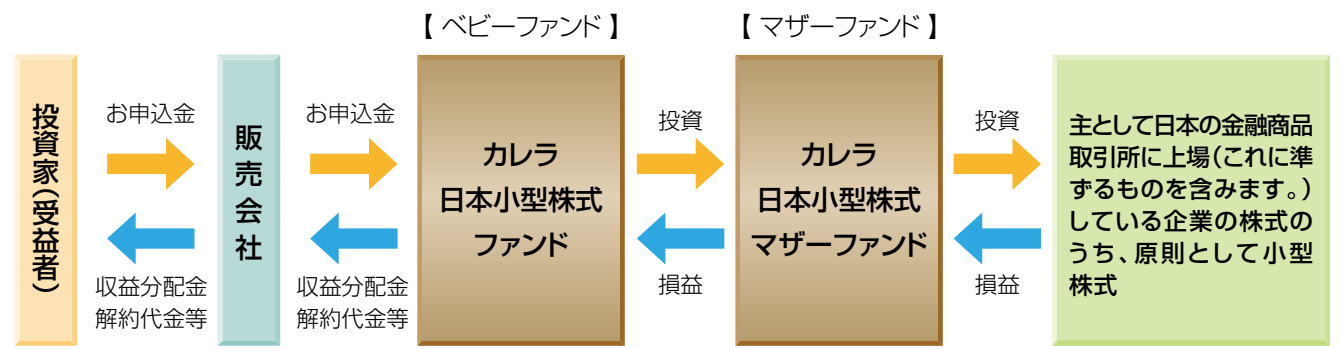 【 ベビーファンド 】
【 マザーファンド 】
投資家(受益者)
お申込金
収益分配金
解約代金等
販売会社
お申込金
収益分配金
解約代金等
カレラ
日本小型株式
ファンド
投資
損益
カレラ
日本小型株式
マザーファンド
投資
損益
主として日本の金融商品
取引所に上場(これに準
ずるものを含みます。)
している企業の株式の
うち、原則として小型
株式